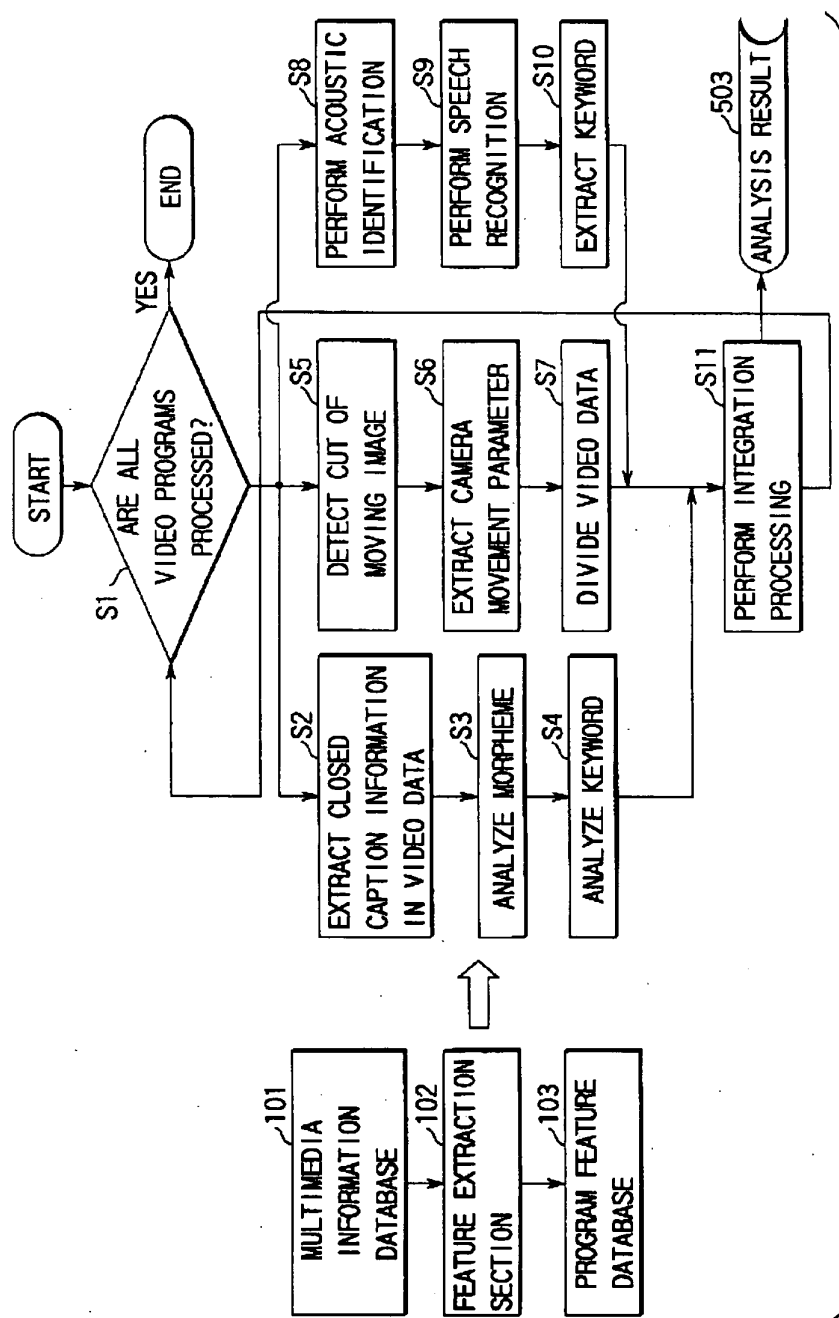 START
S1
ARE ALL
VIDEO PROGRAMS
PROCESSED?
YES
END
101
MULTIMEDIA
INFORMATION
DATABASE
102
FEATURE EXTRACTION
SECTION
103
PROGRAM FEATURE
DATABASE
S2
EXTRACT CLOSED
CAPTION INFORMATION
IN VIDEO DATA
S3
ANALYZE MORPHEME
S4
ANALYZE KEYWORD
S5
DETECT CUT OF
MOVING IMAGE
S6
EXTRACT CAMERA
MOVEMENT PARAMETER
S7
DIVIDE VIDEO DATA
S8
PERFORM ACOUSTIC
IDENTIFICATION
S9
PERFORM SPEECH
RECOGNITION
S10
EXTRACT KEYWORD
S11
PERFORM INTEGRATION
PROCESSING
503
ANALYSIS RESULT